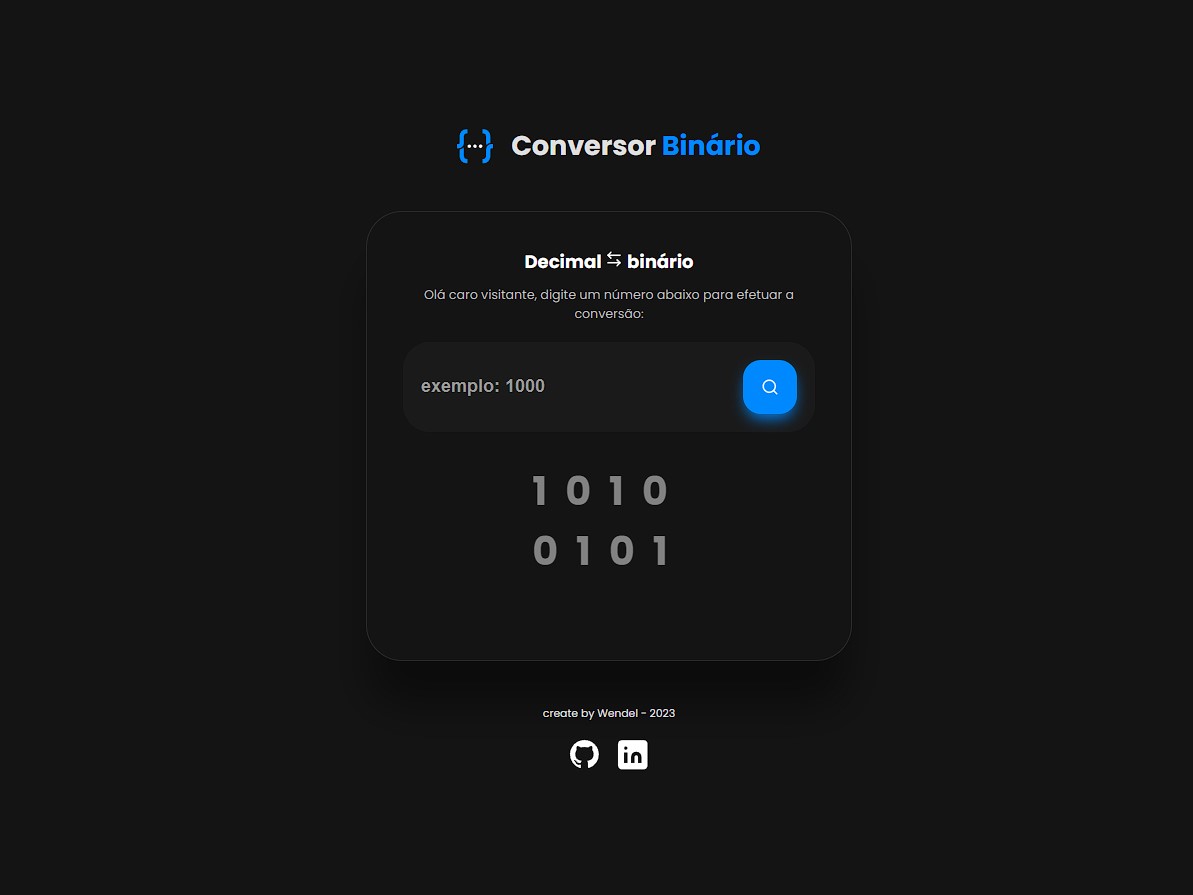 Conversor Binário
Decimal ⇆ binário
Olá caro visitante, digite um número abaixo para efetuar a
conversão:
exemplo: 1000
1 0 1 0
0 1 0 1
create by Wendel - 2023